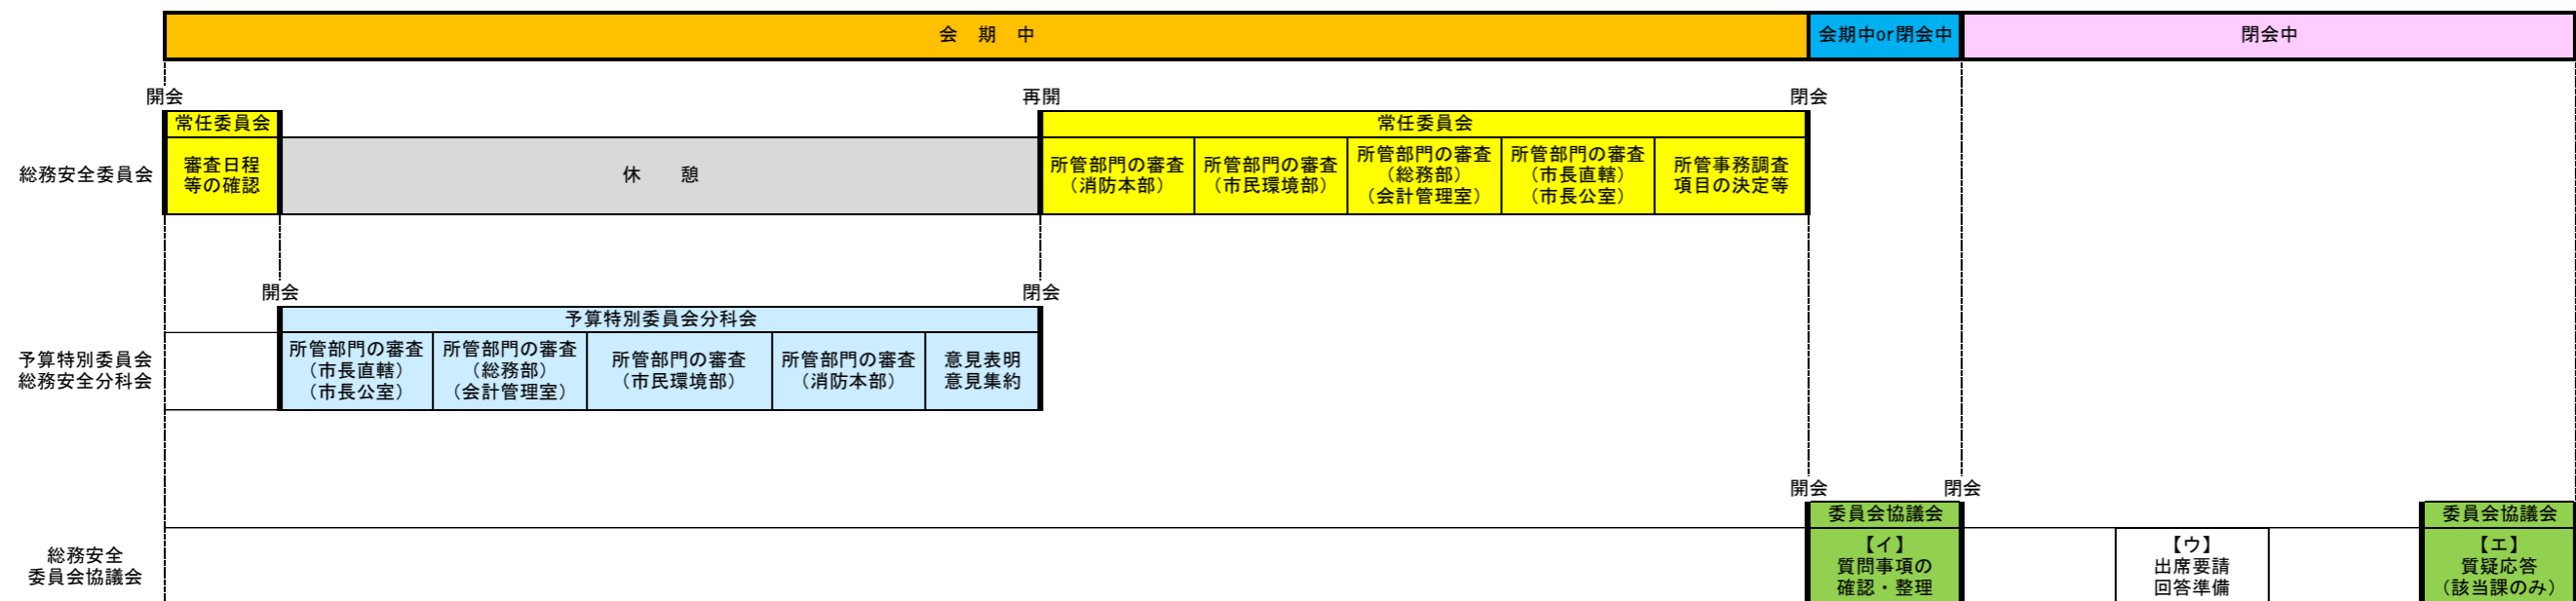 会　期　中
会期中or閉会中
閉会中
開会
再開
閉会
常任委員会
常任委員会
総務安全委員会
審査日程
等の確認
休　　憩
所管部門の審査
（消防本部）
所管部門の審査
（市民環境部）
所管部門の審査
（総務部）
（会計管理室）
所管部門の審査
（市長直轄）
（市長公室）
所管事務調査
項目の決定等
開会
閉会
予算特別委員会分科会
予算特別委員会
総務安全分科会
所管部門の審査
（市長直轄）
（市長公室）
所管部門の審査
（総務部）
（会計管理室）
所管部門の審査
（市民環境部）
所管部門の審査
（消防本部）
意見表明
意見集約
開会
閉会
委員会協議会
委員会協議会
総務安全
委員会協議会
【イ】
質問事項の
確認・整理
【ウ】
出席要請
回答準備
【エ】
質疑応答
（該当課のみ）